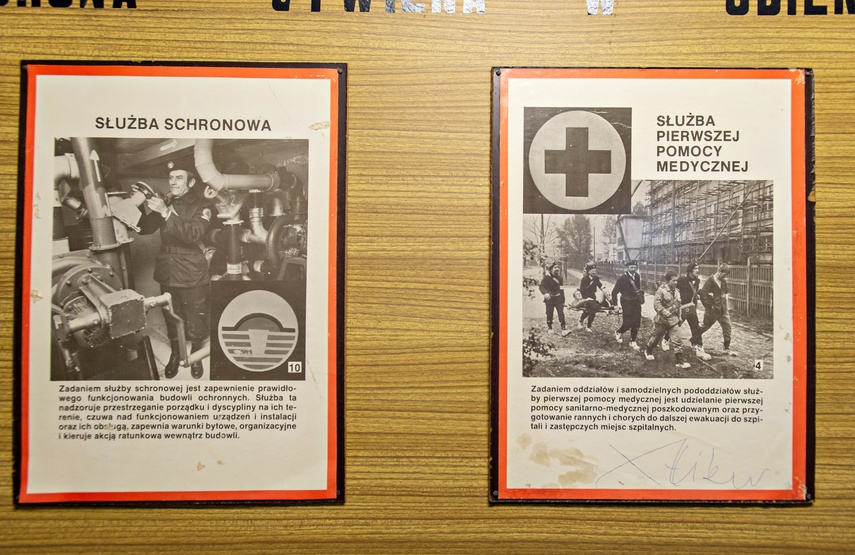 CYWILNA W
SŁUŻBA SCHRONOWA
10
Zadaniem służby schronowej jest zapewnienie prawidło-
wego funkcjonowania budowli ochronnych. Służba ta
nadzoruje przestrzeganie porządku i dyscypliny na ich te-
renie, czuwa nad funkcjonowaniem urządzeń i instalacji
oraz ich obsługą, zapewnia warunki bytowe, organizacyjne
i kieruje akcją ratunkową wewnątrz budowli.
SŁUŻBA
PIERWSZEJ
POMOCY
MEDYCZNEJ
4
Zadaniem oddziałów i samodzielnych pododdziałów służ-
by pierwszej pomocy medycznej jest udzielanie pierwszej
pomocy sanitarno-medycznej poszkodowanym oraz przy-
gotowanie rannych i chorych do dalszej ewakuacji do szpi-
tali i zastępczych miejsc szpitalnych.